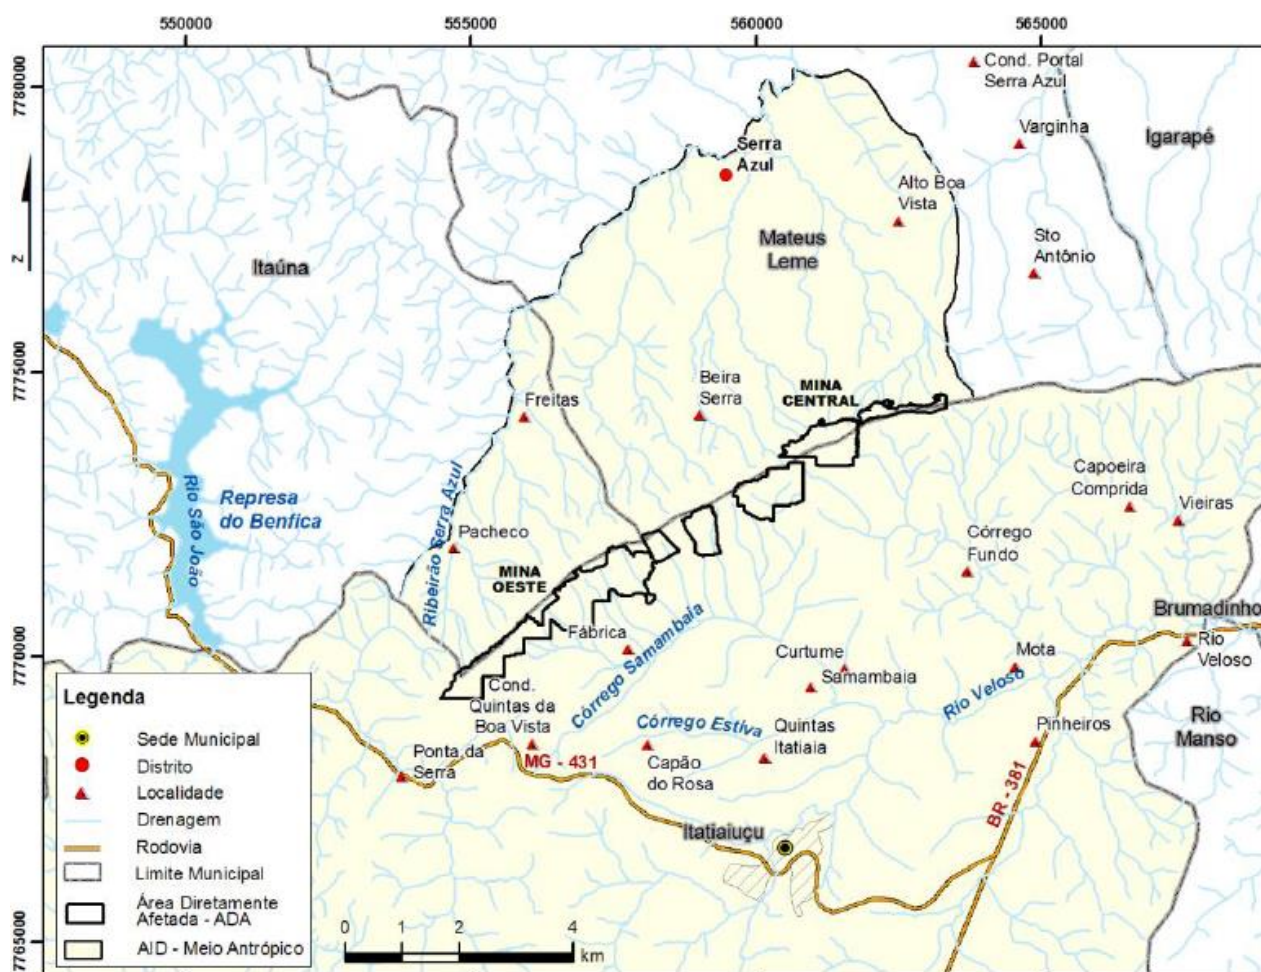 550000
555000
560000
565000
7780000
Cond. Portal
Serra Azul
Varginha
Igarapé
Serra
Azul
Alto Boa
Vista
Z
Mateus
Leme
Sto
Antônio
Itaúna
7775000
Freitas
Beira
Serra
MINA
CENTRAL
Rio São João
Represa
do Benfica
Ribeirão Serra Azul
Pacheco
Capoeira
Comprida
Vieiras
Córrego
Fundo
MINA
OESTE
Brumadinho
7770000
Fábrica
Córrego Samambaia
Curtume
Samambaia
Mota
Rio
Veloso
Rio Veloso
Cond.
Quintas da
Boa Vista
Córrego Estiva
Quintas
Itatiaia
Pinheiros
Rio
Manso
Ponta da
Serra
MG - 431
Capão
do Rosa
BR - 381
Itatiaiuçu
7765000
Legenda
Sede Municipal
Distrito
Localidade
Drenagem
Rodovia
Limite Municipal
Área Diretamente
Afetada - ADA
AID - Meio Antrópico
0 1 2 4
km